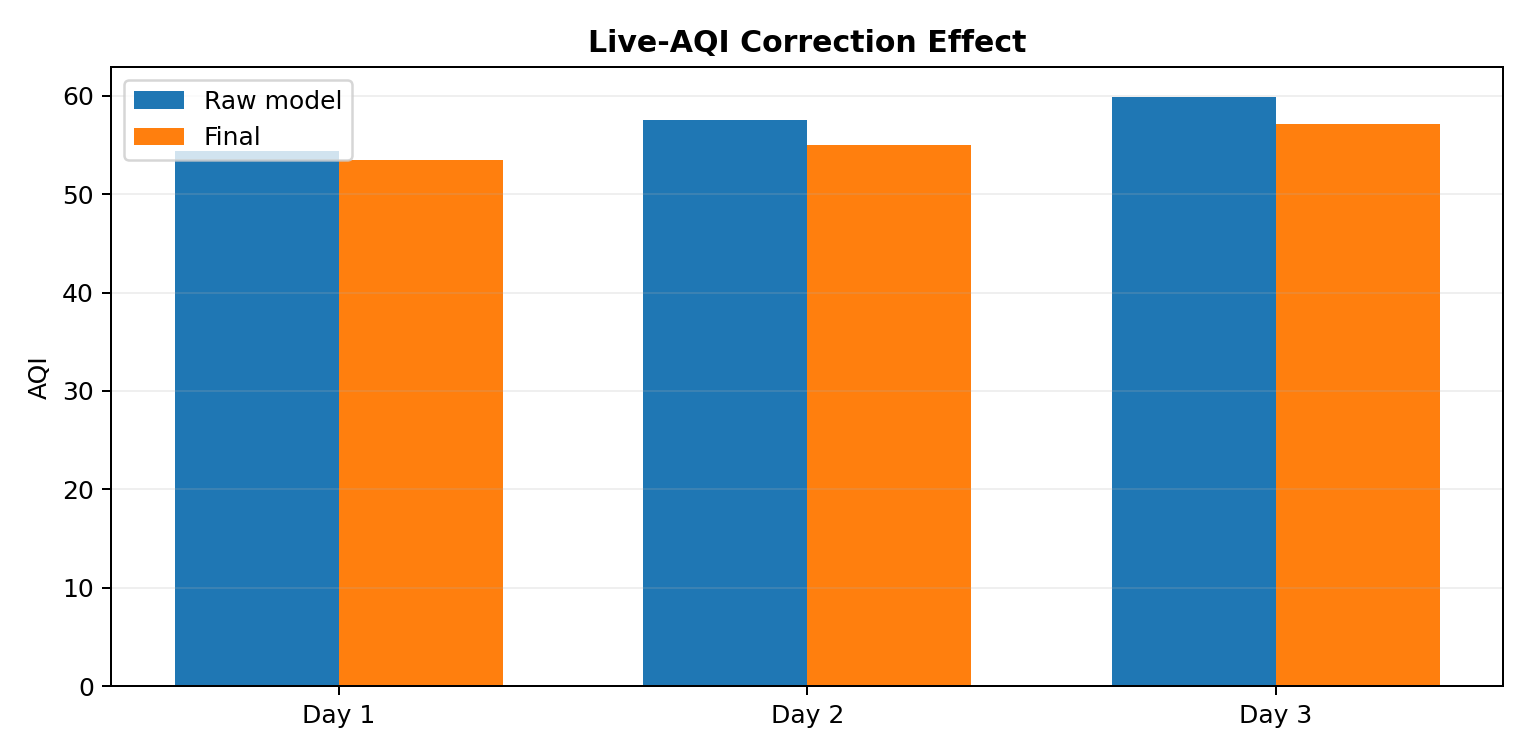 Live-AQI Correction Effect
Raw model
Final
AQI
60
50
40
30
20
10
0
Day 1
Day 2
Day 3